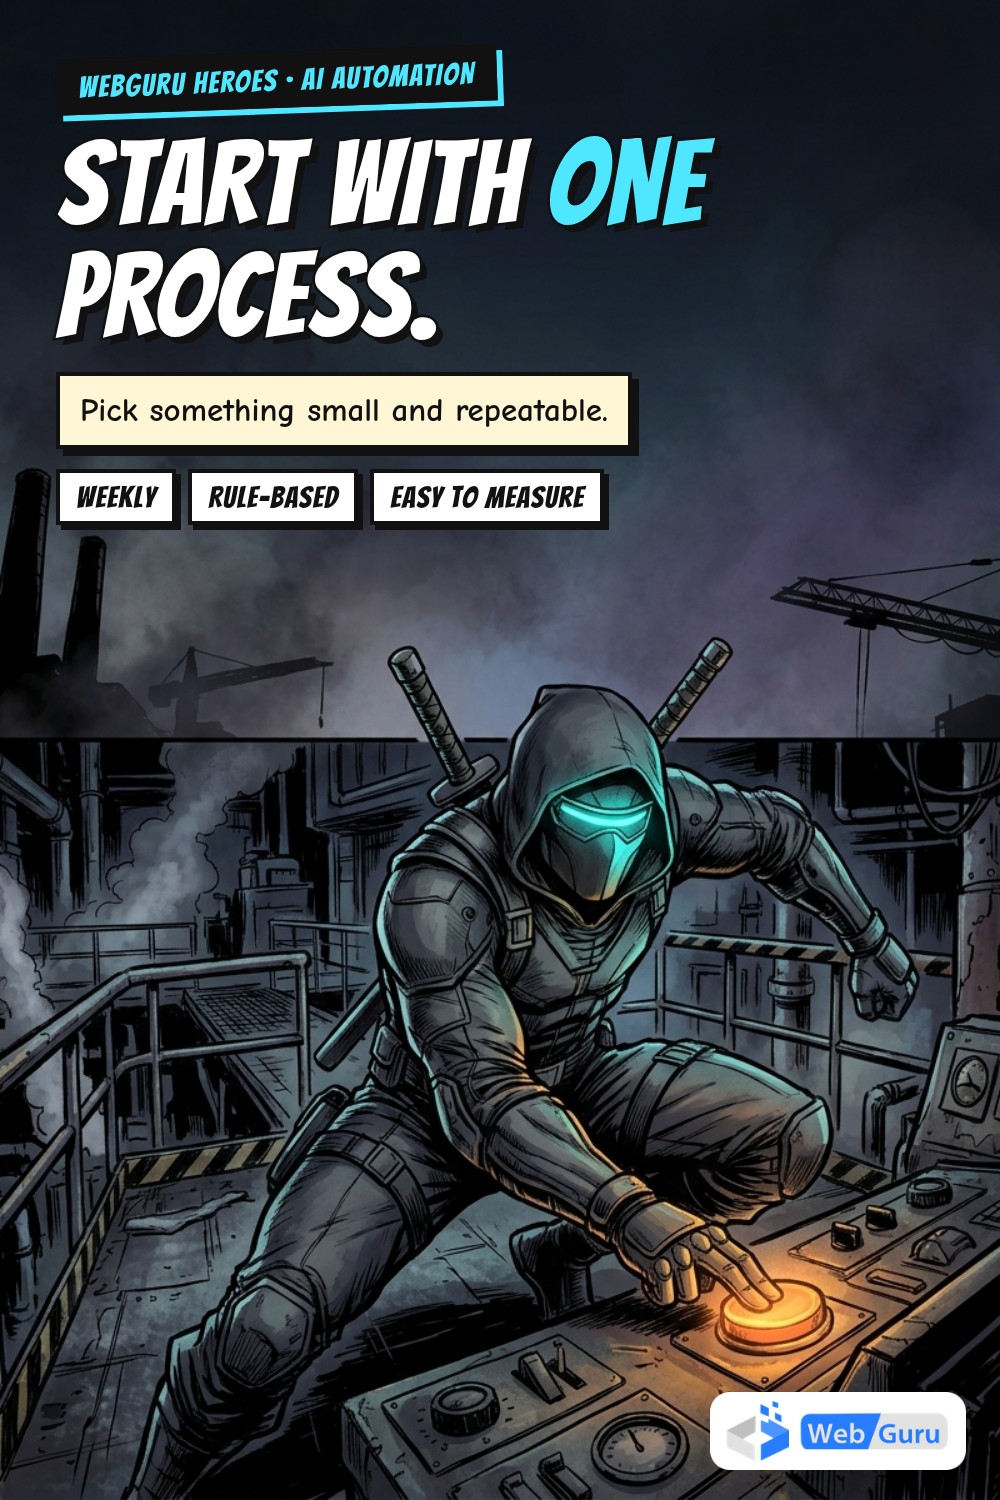 WEBGURU HEROES · AI AUTOMATION
START WITH ONE
PROCESS.
Pick something small and repeatable.
WEEKLY RULE-BASED EASY TO MEASURE
Web Guru